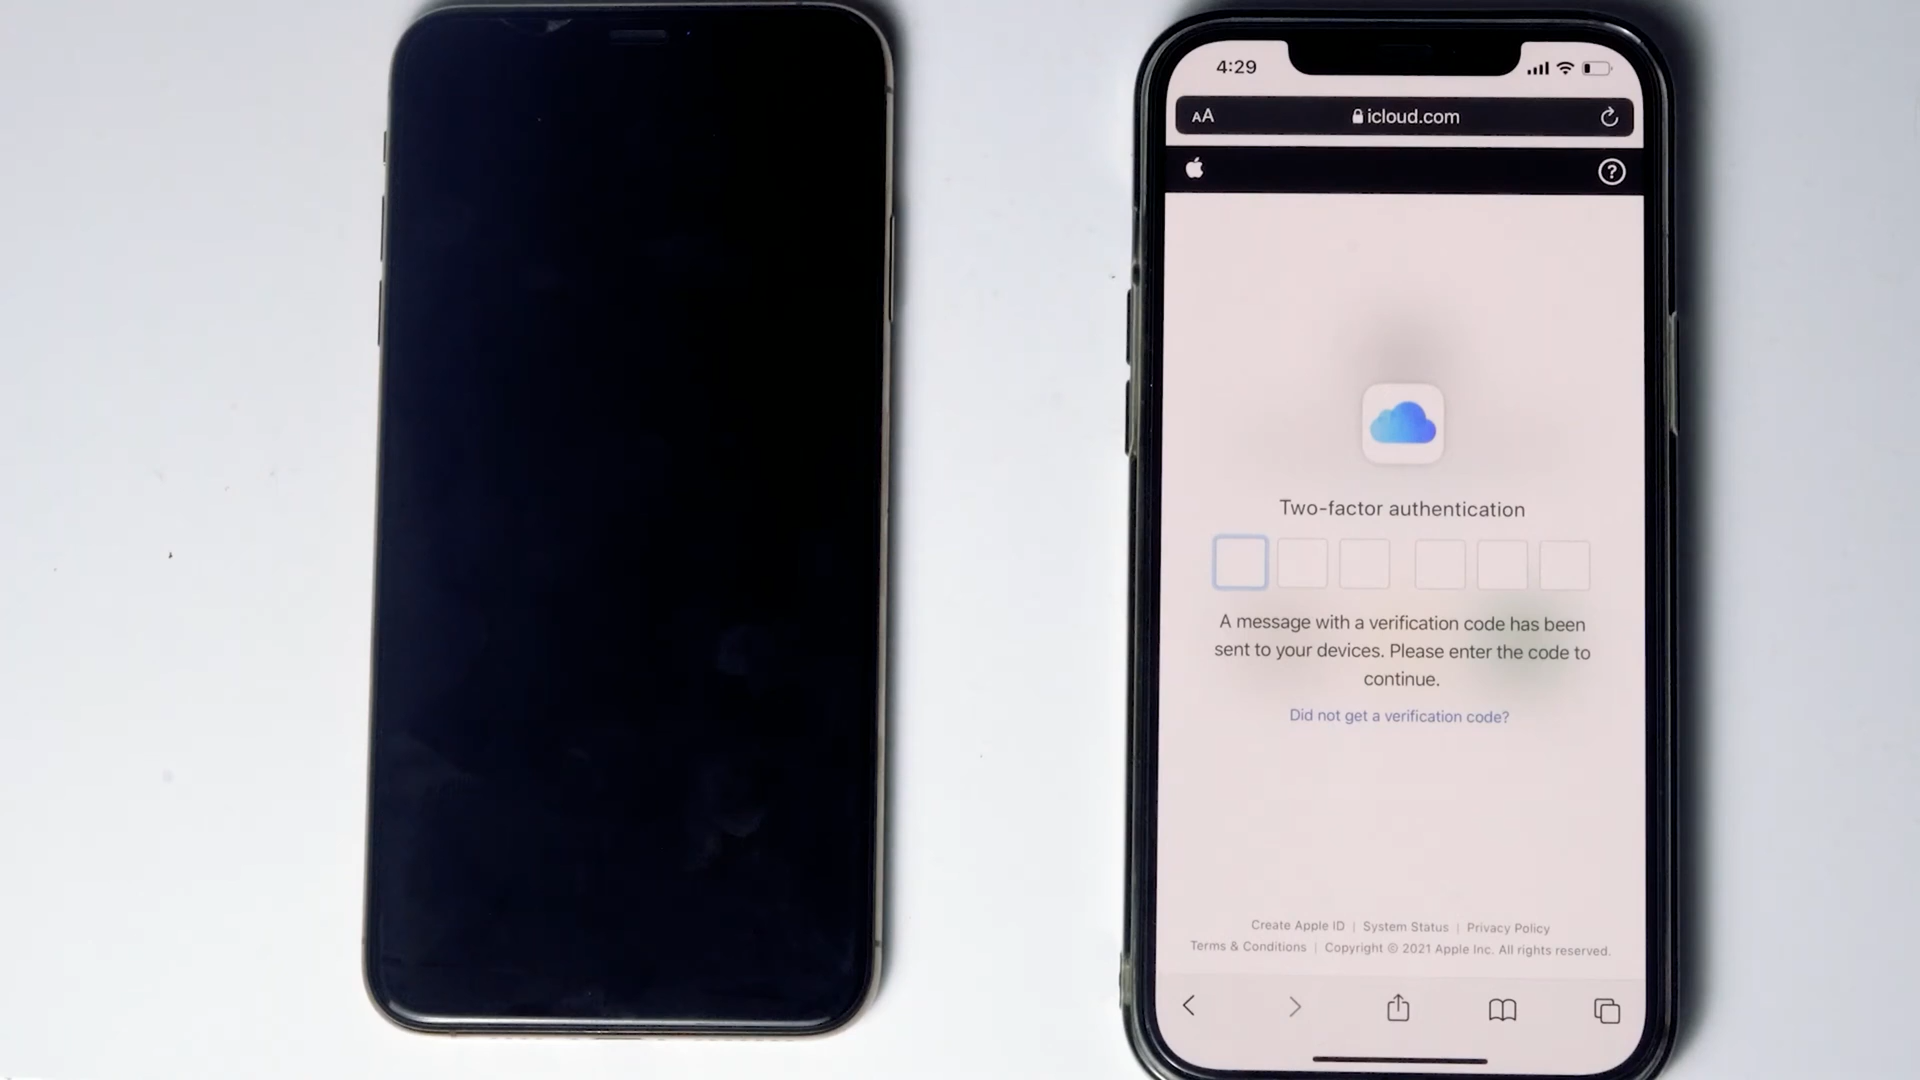 4:29
AA
icloud.com
?
Two-factor authentication
A message with a verification code has been
sent to your devices. Please enter the code to
continue.
Did not get a verification code?
Create Apple ID | System Status | Privacy Policy
Terms & Conditions | Copyright © 2021 Apple Inc. All rights reserved.